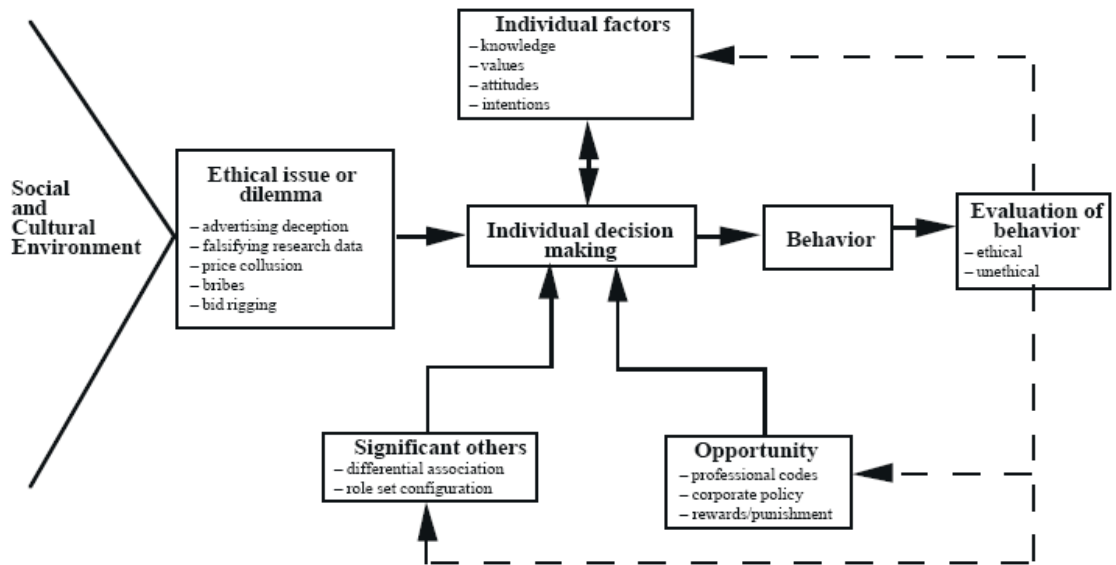 Individual factors
– knowledge
– values
– attitudes
– intentions
Social
and
Cultural
Environment
Ethical issue or
dilemma
– advertising deception
– falsifying research data
– price collusion
– bribes
– bid rigging
Individual decision
making
Behavior
Evaluation of
behavior
– ethical
– unethical
Significant others
– differential association
– role set configuration
Opportunity
– professional codes
– corporate policy
– rewards/punishment